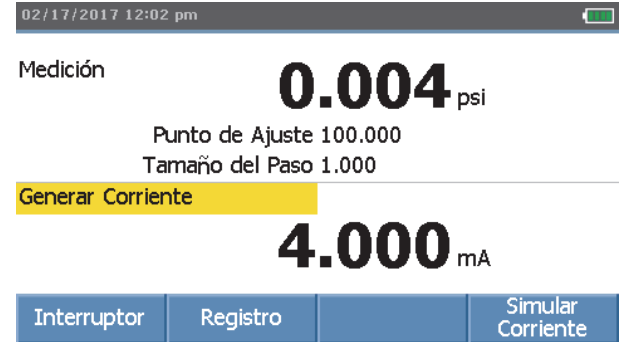 02/17/2017 12:02 pm
Medición
0.004 psi
Punto de Ajuste 100.000
Tamaño del Paso 1.000
Generar Corriente
4.000 mA
Interruptor Registro Simular
Corriente